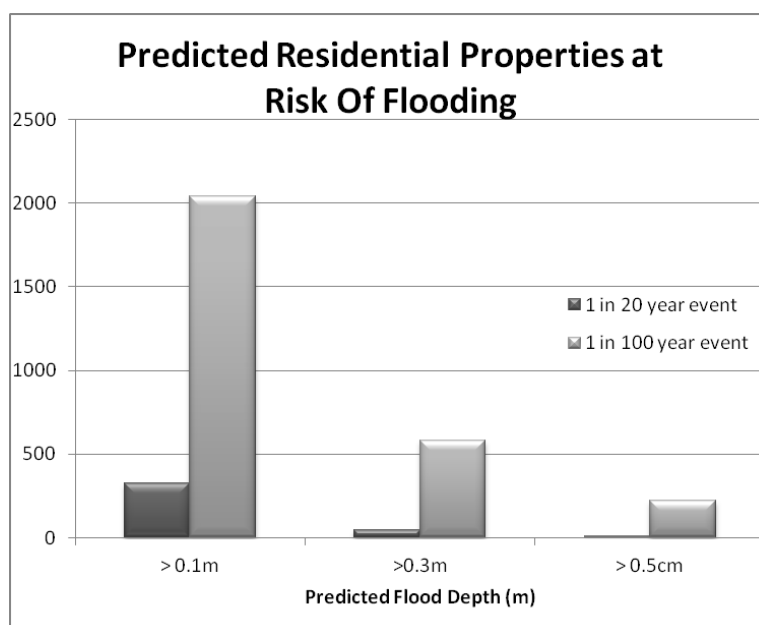 Predicted Residential Properties at
Risk Of Flooding
2500
2000
1500
1000
500
0
1 in 20 year event
1 in 100 year event
> 0.1m
>0.3m
> 0.5cm
Predicted Flood Depth (m)